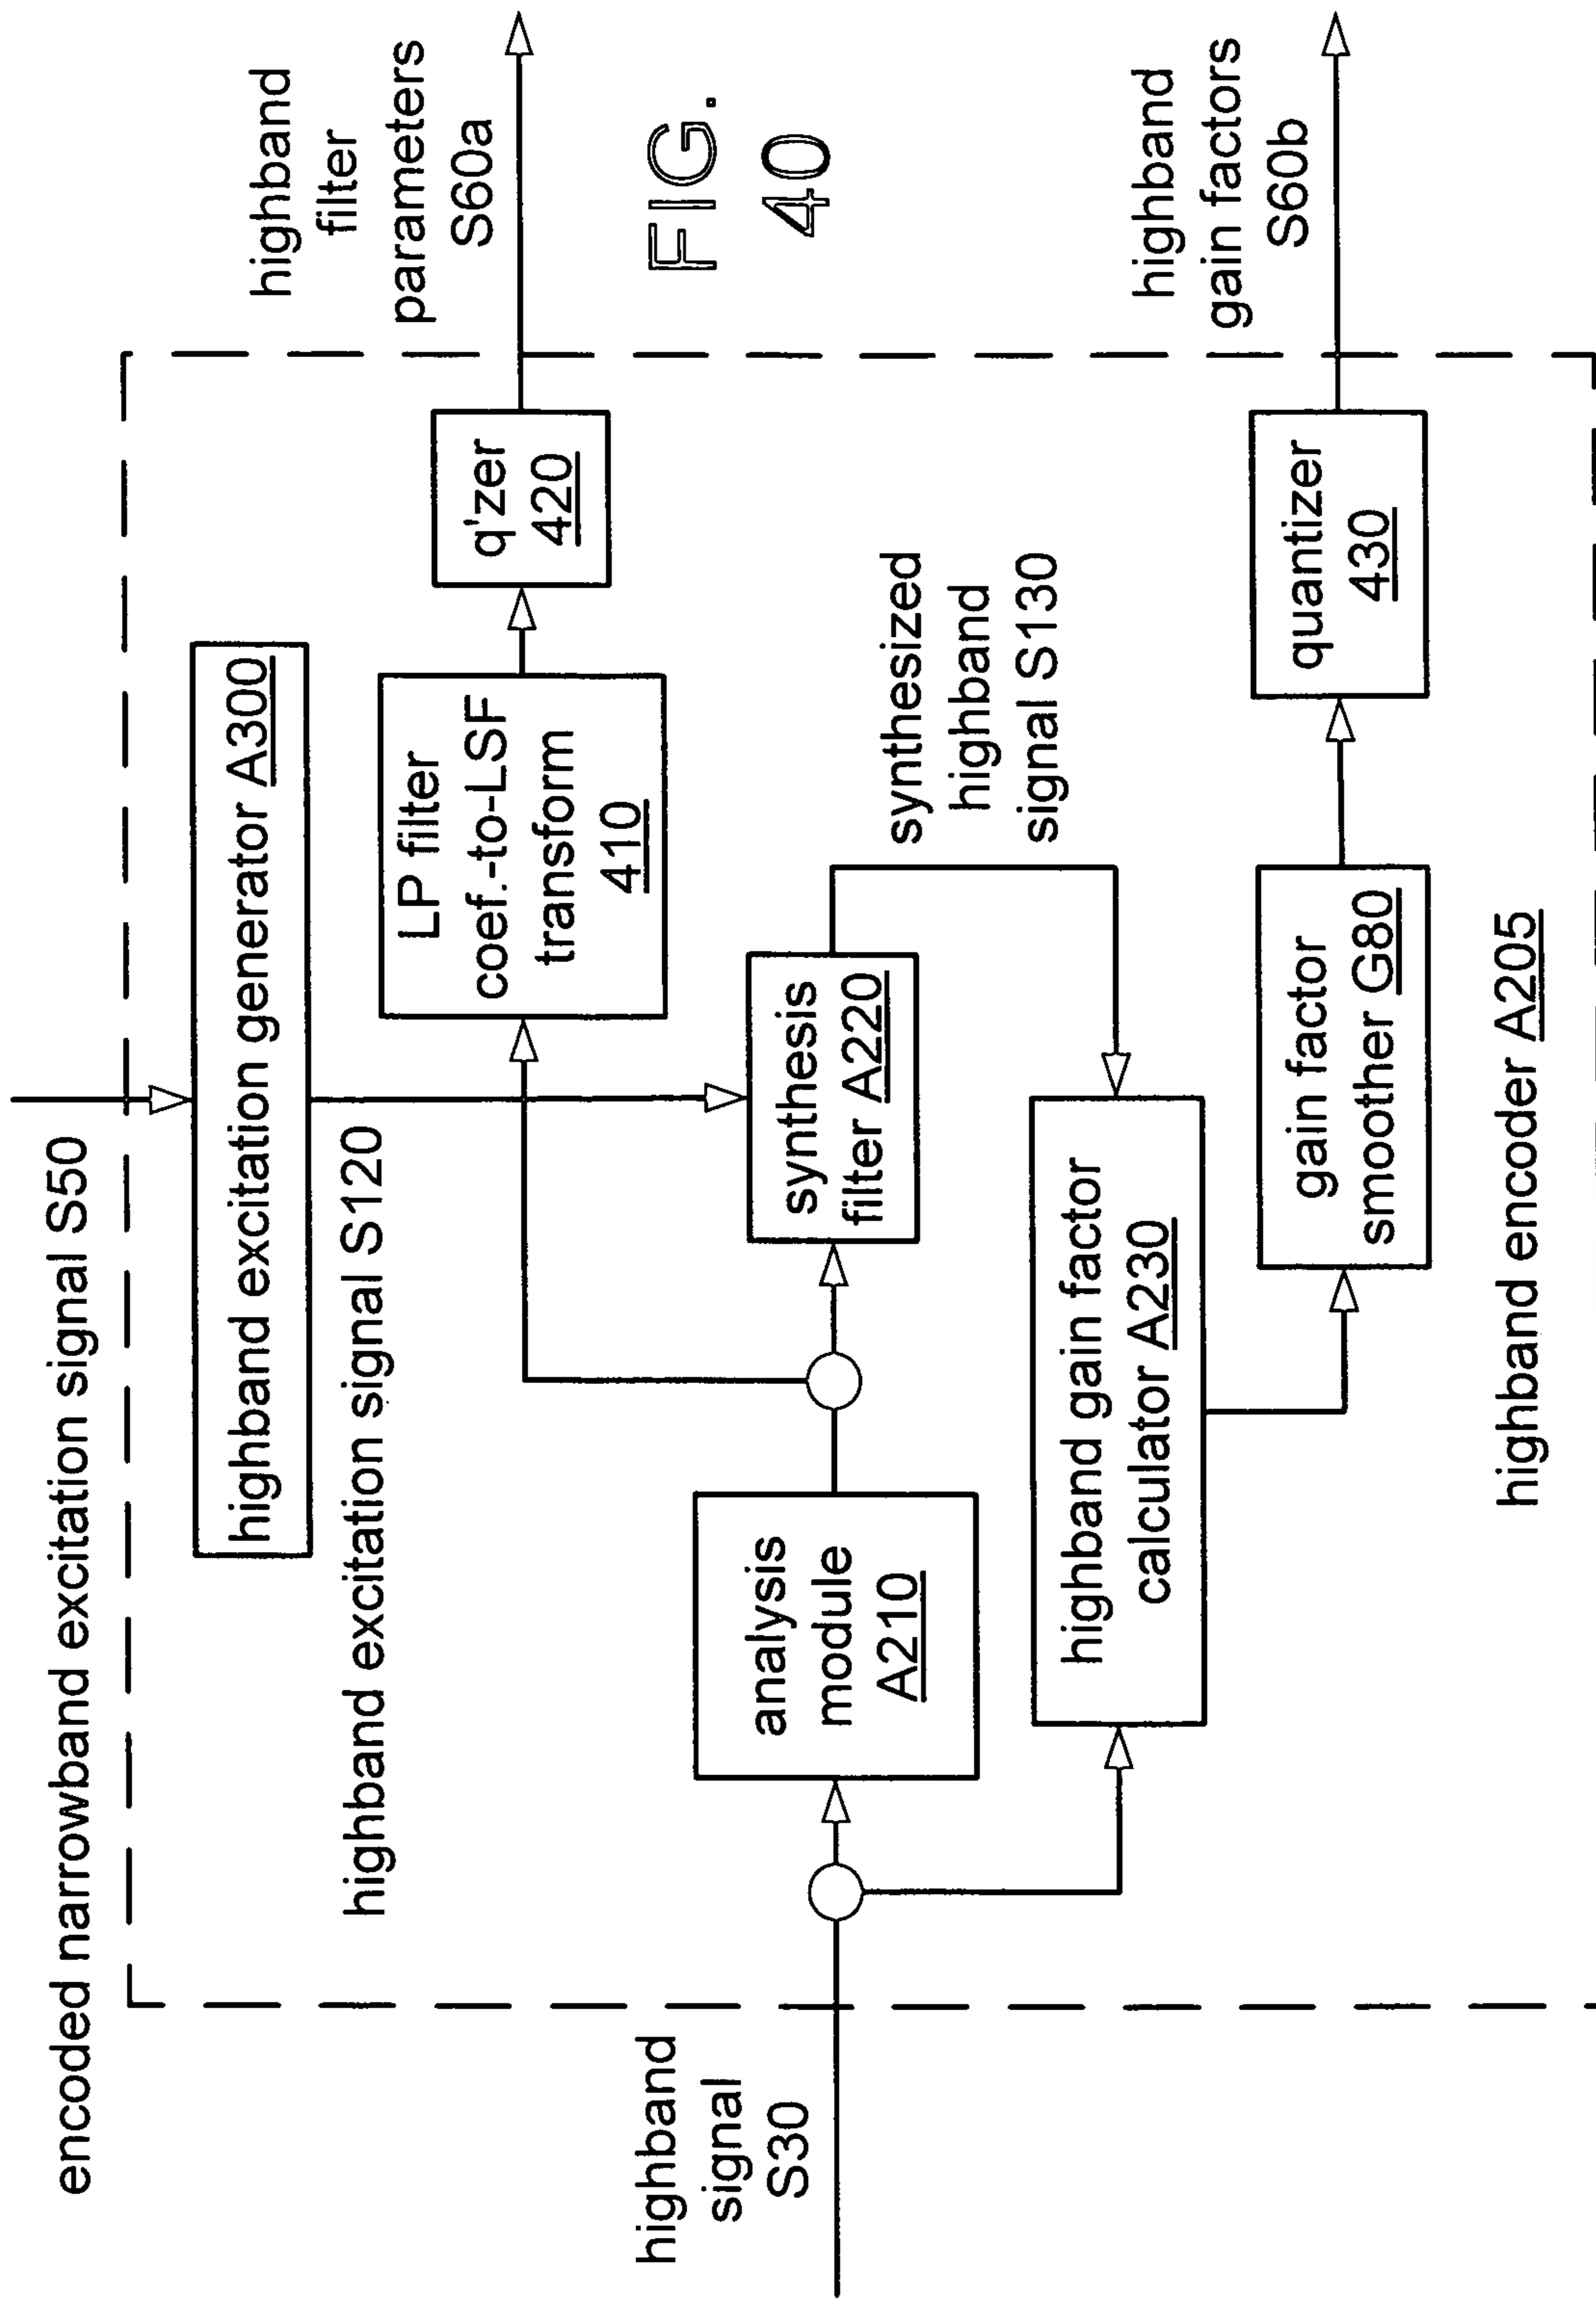 encoded narrowband excitation signal S50
highband excitation generator A300
highband excitation signal S120
highband
filter
parameters
S60a
LP filter
coef.-to-LSF
transform
410
q'zer
420
FIG.
40
highband
signal
S30
analysis
module
A210
synthesis
filter A220
synthesized
highband
signal S130
highband gain factor
calculator A230
gain factor
smoother G80
quantizer
430
highband
gain factors
S60b
highband encoder A205